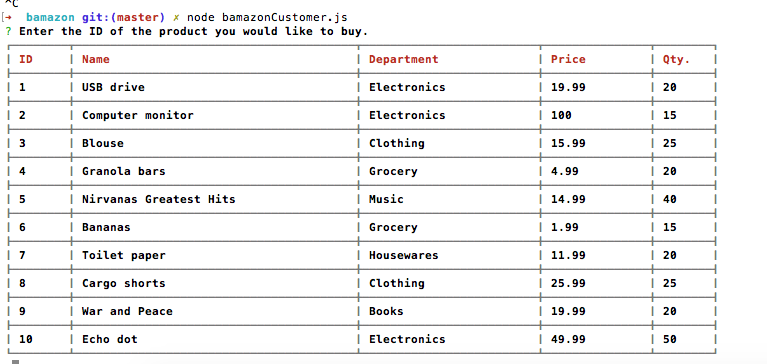 ^C
[→ bamazon git:(master) ✗ node bamazonCustomer.js
? Enter the ID of the product you would like to buy.
ID Name Department Price Qty.
1 USB drive Electronics 19.99 20
2 Computer monitor Electronics 100 15
3 Blouse Clothing 15.99 25
4 Granola bars Grocery 4.99 20
5 Nirvanas Greatest Hits Music 14.99 40
6 Bananas Grocery 1.99 15
7 Toilet paper Housewares 11.99 20
8 Cargo shorts Clothing 25.99 25
9 War and Peace Books 19.99 20
10 Echo dot Electronics 49.99 50